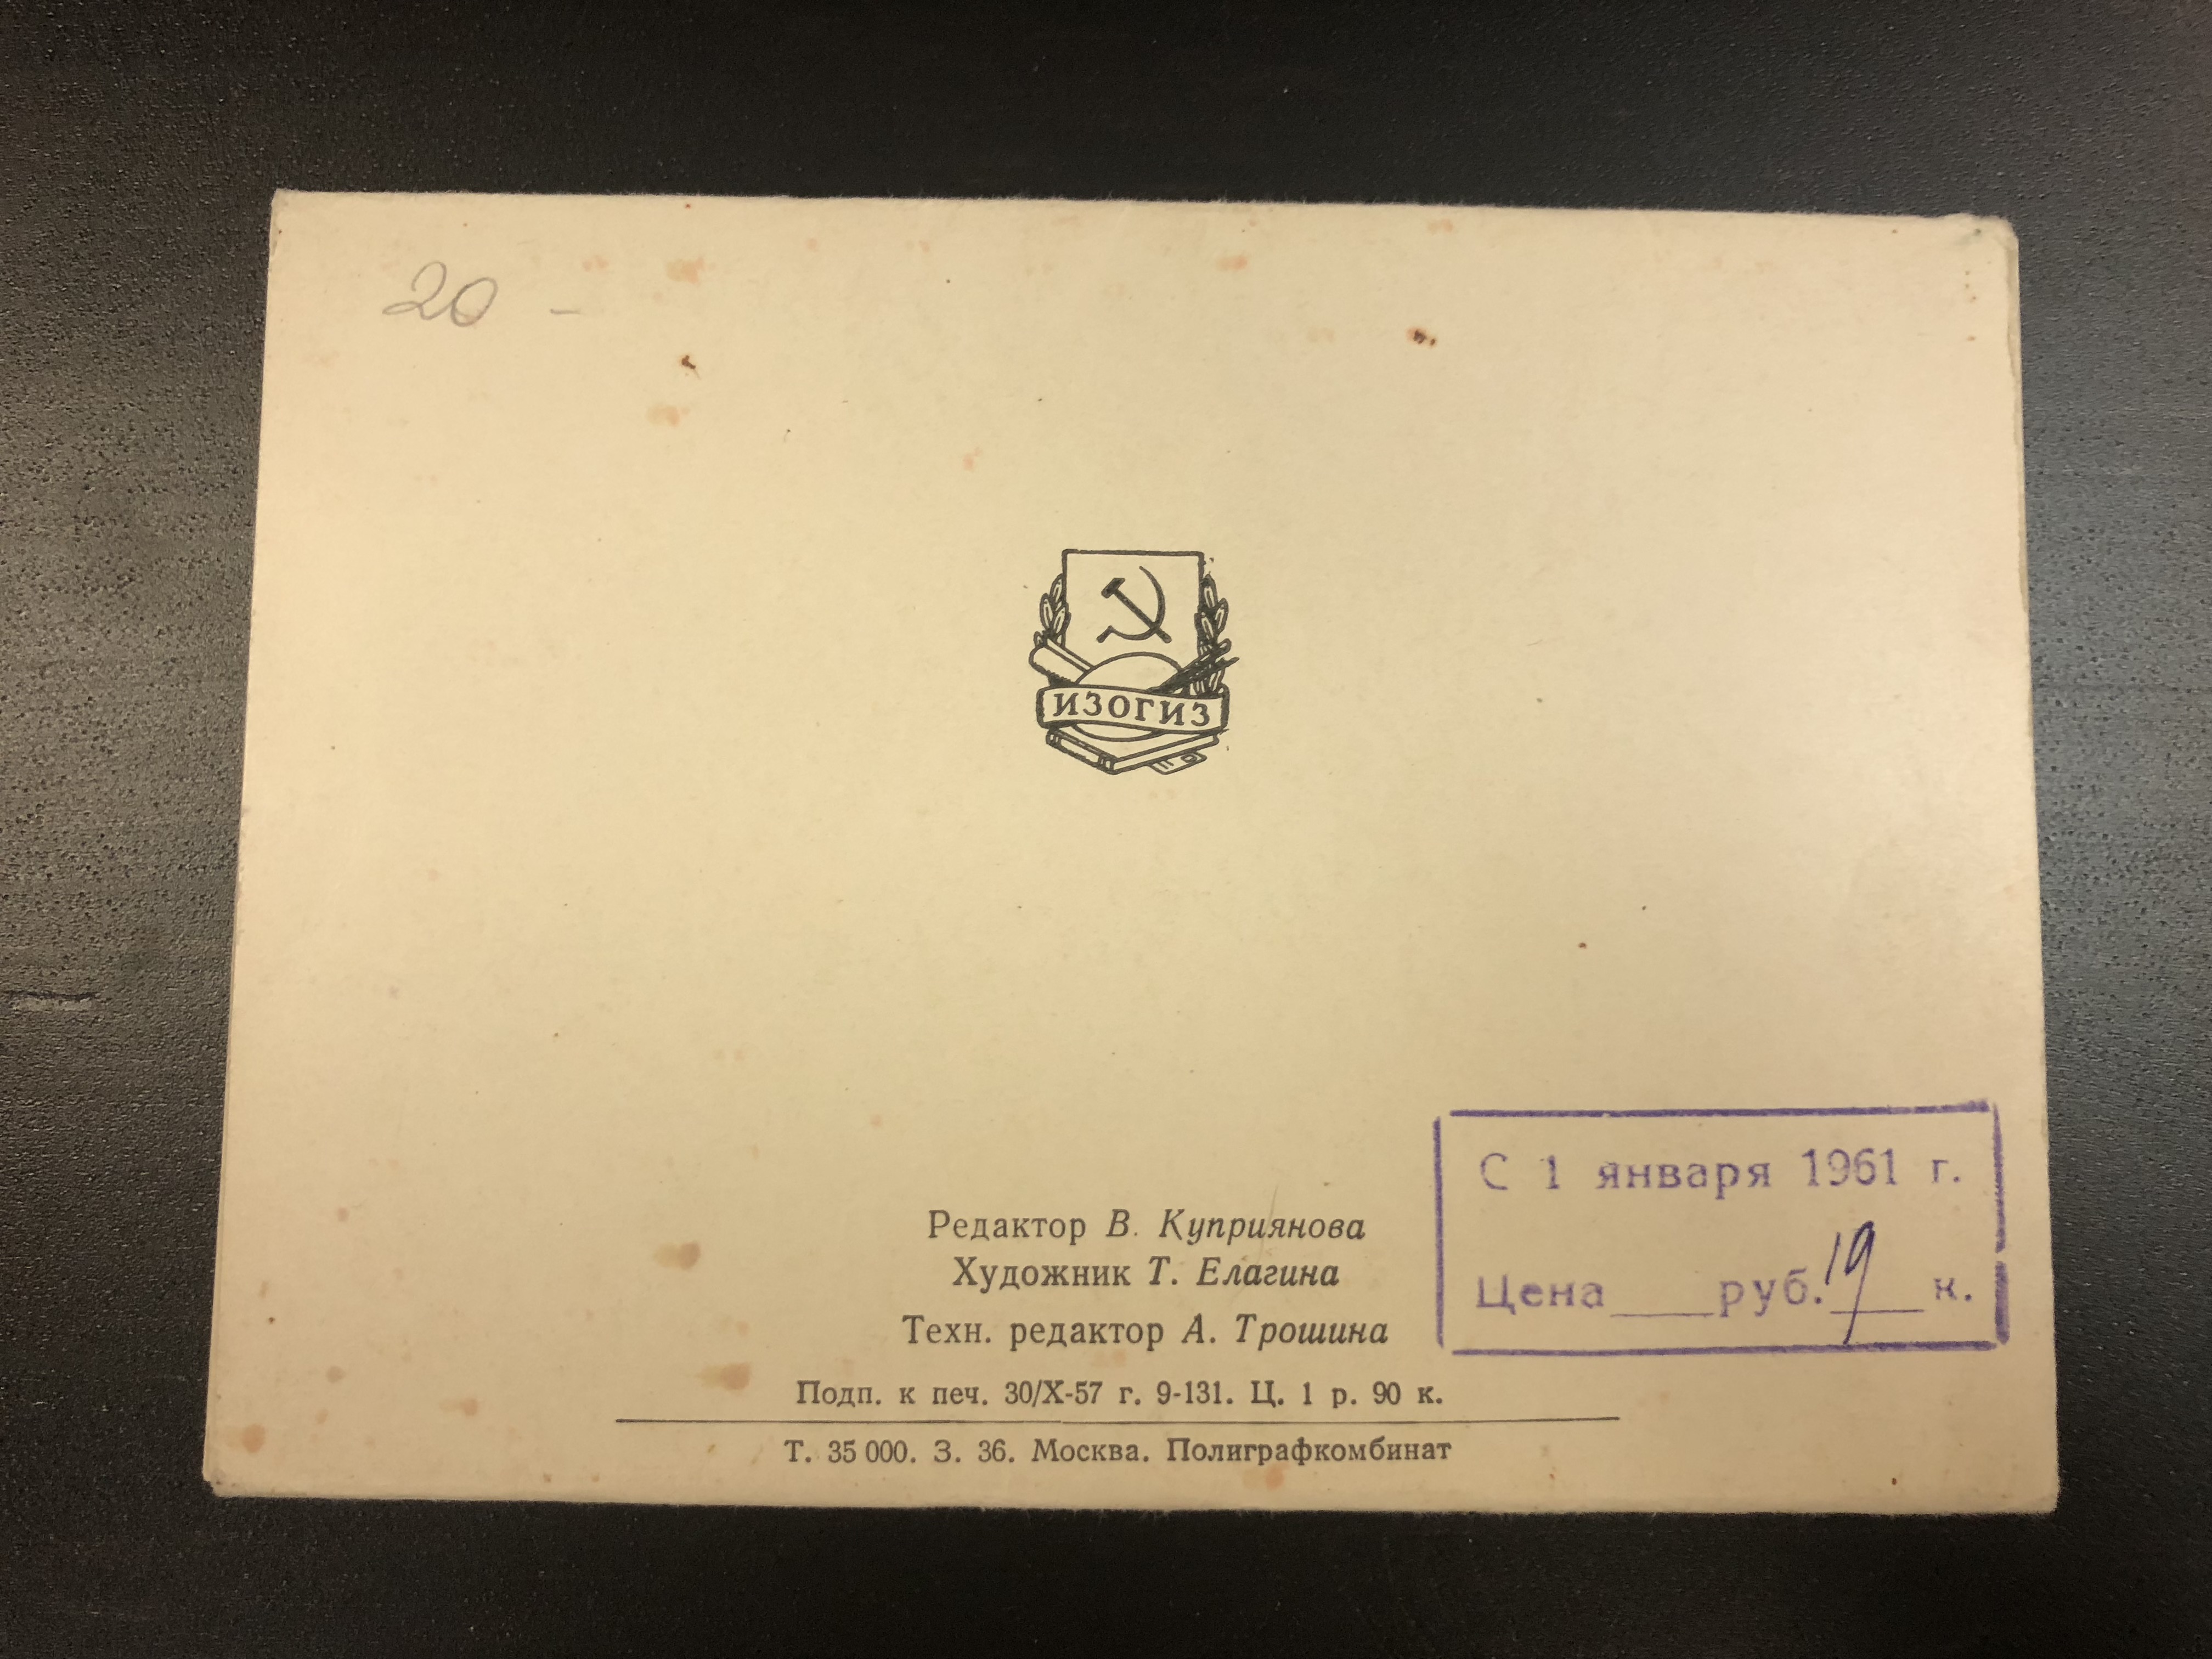 20 –
ИЗОГИЗ
С 1 января 1961 г.
Цена ____ руб. 19 к.
Редактор В. Куприянова
Художник Т. Елагина
Техн. редактор А. Трошина
Подп. к печ. 30/X-57 г. 9-131. Ц. 1 р. 90 к.
Т. 35 000. З. 36. Москва. Полиграфкомбинат